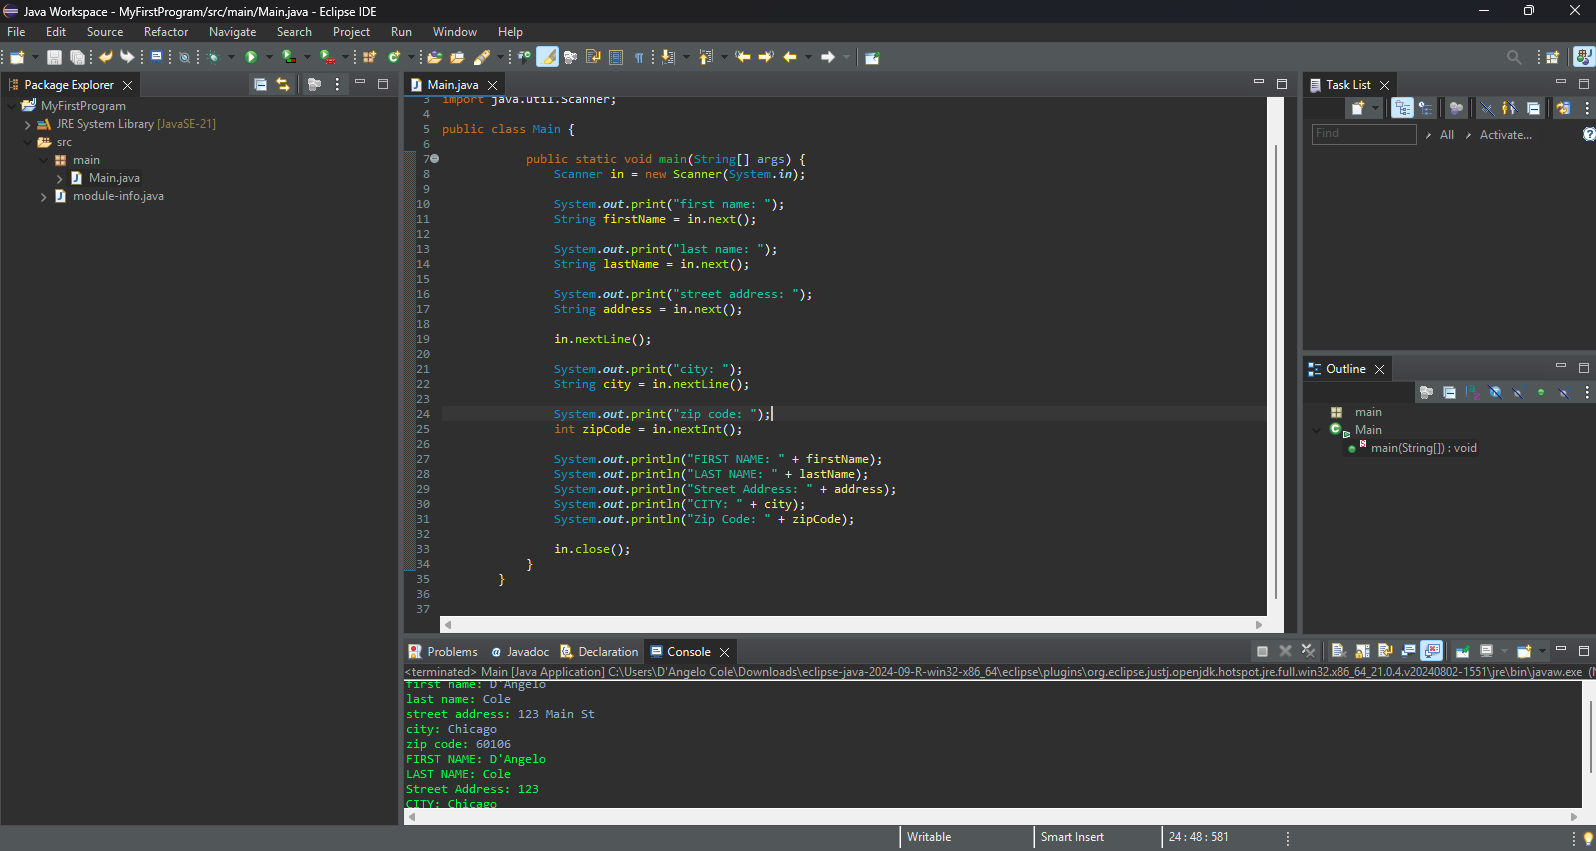 Java Workspace - MyFirstProgram/src/main/Main.java - Eclipse IDE
File Edit Source Refactor Navigate Search Project Run Window Help
Package Explorer
MyFirstProgram
JRE System Library [JavaSE-21]
src
main
Main.java
module-info.java
Main.java
3 import java.util.Scanner;
4
5 public class Main {
6
7 public static void main(String[] args) {
8 Scanner in = new Scanner(System.in);
9
10 System.out.print("first name: ");
11 String firstName = in.next();
12
13 System.out.print("last name: ");
14 String lastName = in.next();
15
16 System.out.print("street address: ");
17 String address = in.next();
18
19 in.nextLine();
20
21 System.out.print("city: ");
22 String city = in.nextLine();
23
24 System.out.print("zip code: ");
25 int zipCode = in.nextInt();
26
27 System.out.println("FIRST NAME: " + firstName);
28 System.out.println("LAST NAME: " + lastName);
29 System.out.println("Street Address: " + address);
30 System.out.println("CITY: " + city);
31 System.out.println("Zip Code: " + zipCode);
32
33 in.close();
34 }
35 }
36
37
Task List
Find All Activate...
Outline
main
Main
main(String[]) : void
Problems Javadoc Declaration Console
<terminated> Main [Java Application] C:\Users\D'Angelo Cole\Downloads\eclipse-java-2024-09-R-win32-x86_64\eclipse\plugins\org.eclipse.justj.openjdk.hotspot.jre.full.win32.x86_64_21.0.4.v20240802-1551\jre\bin\javaw.exe
first name: D'Angelo
last name: Cole
street address: 123 Main St
city: Chicago
zip code: 60106
FIRST NAME: D'Angelo
LAST NAME: Cole
Street Address: 123
CITY: Chicago
Writable Smart Insert 24 : 48 : 581